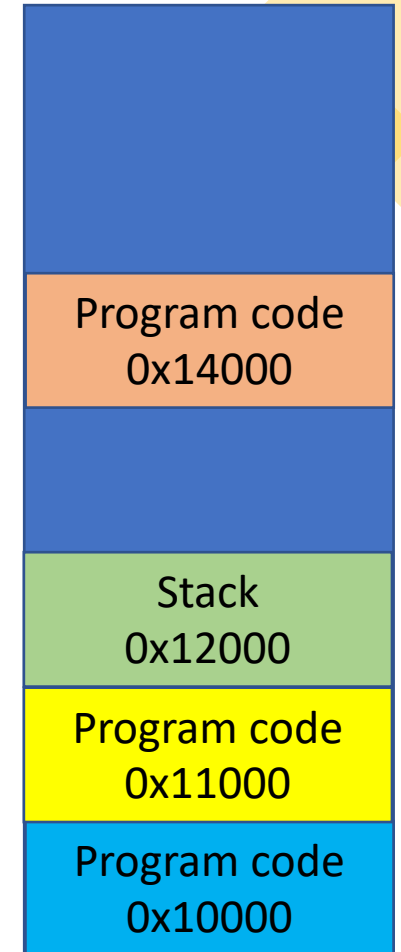 Program code
0x14000
Stack
0x12000
Program code
0x11000
Program code
0x10000